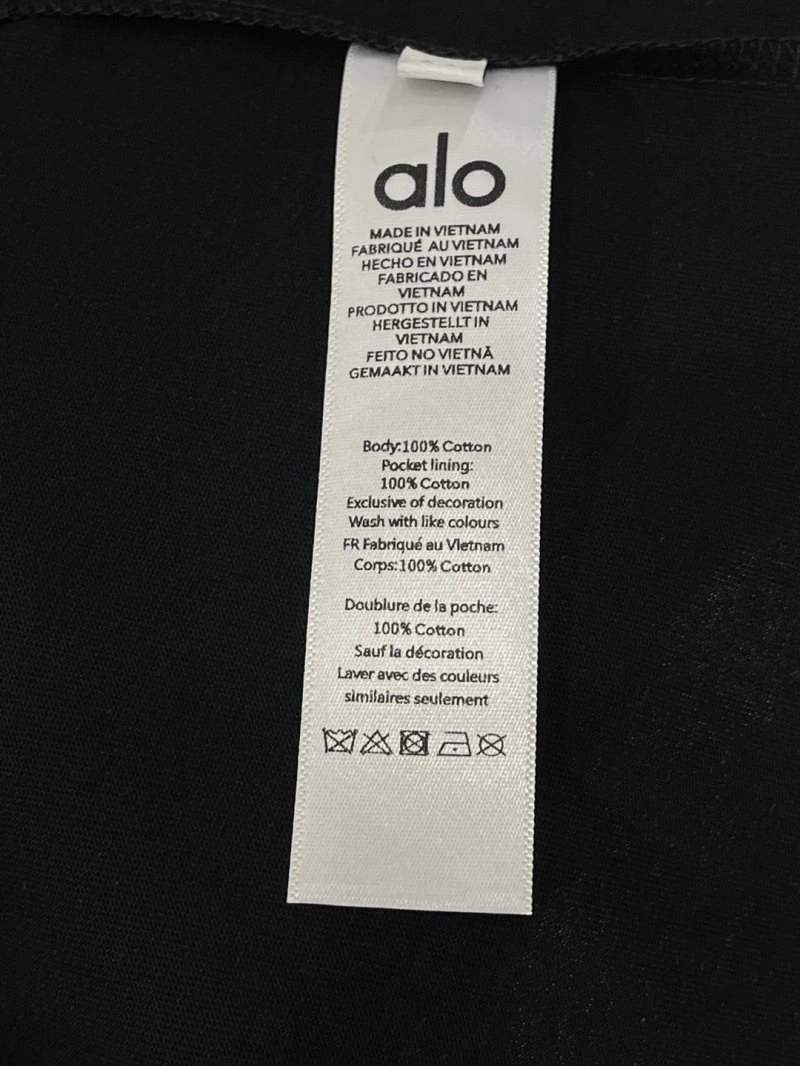 alo
MADE IN VIETNAM
FABRIQUÉ AU VIETNAM
HECHO EN VIETNAM
FABRICADO EN
VIETNAM
PRODOTTO IN VIETNAM
HERGESTELLT IN
VIETNAM
FEITO NO VIETNÃ
GEMAAKT IN VIETNAM
Body:100% Cotton
Pocket lining:
100% Cotton
Exclusive of decoration
Wash with like colours
FR Fabriqué au Vietnam
Corps:100% Cotton
Doublure de la poche:
100% Cotton
Sauf la décoration
Laver avec des couleurs
similaires seulement